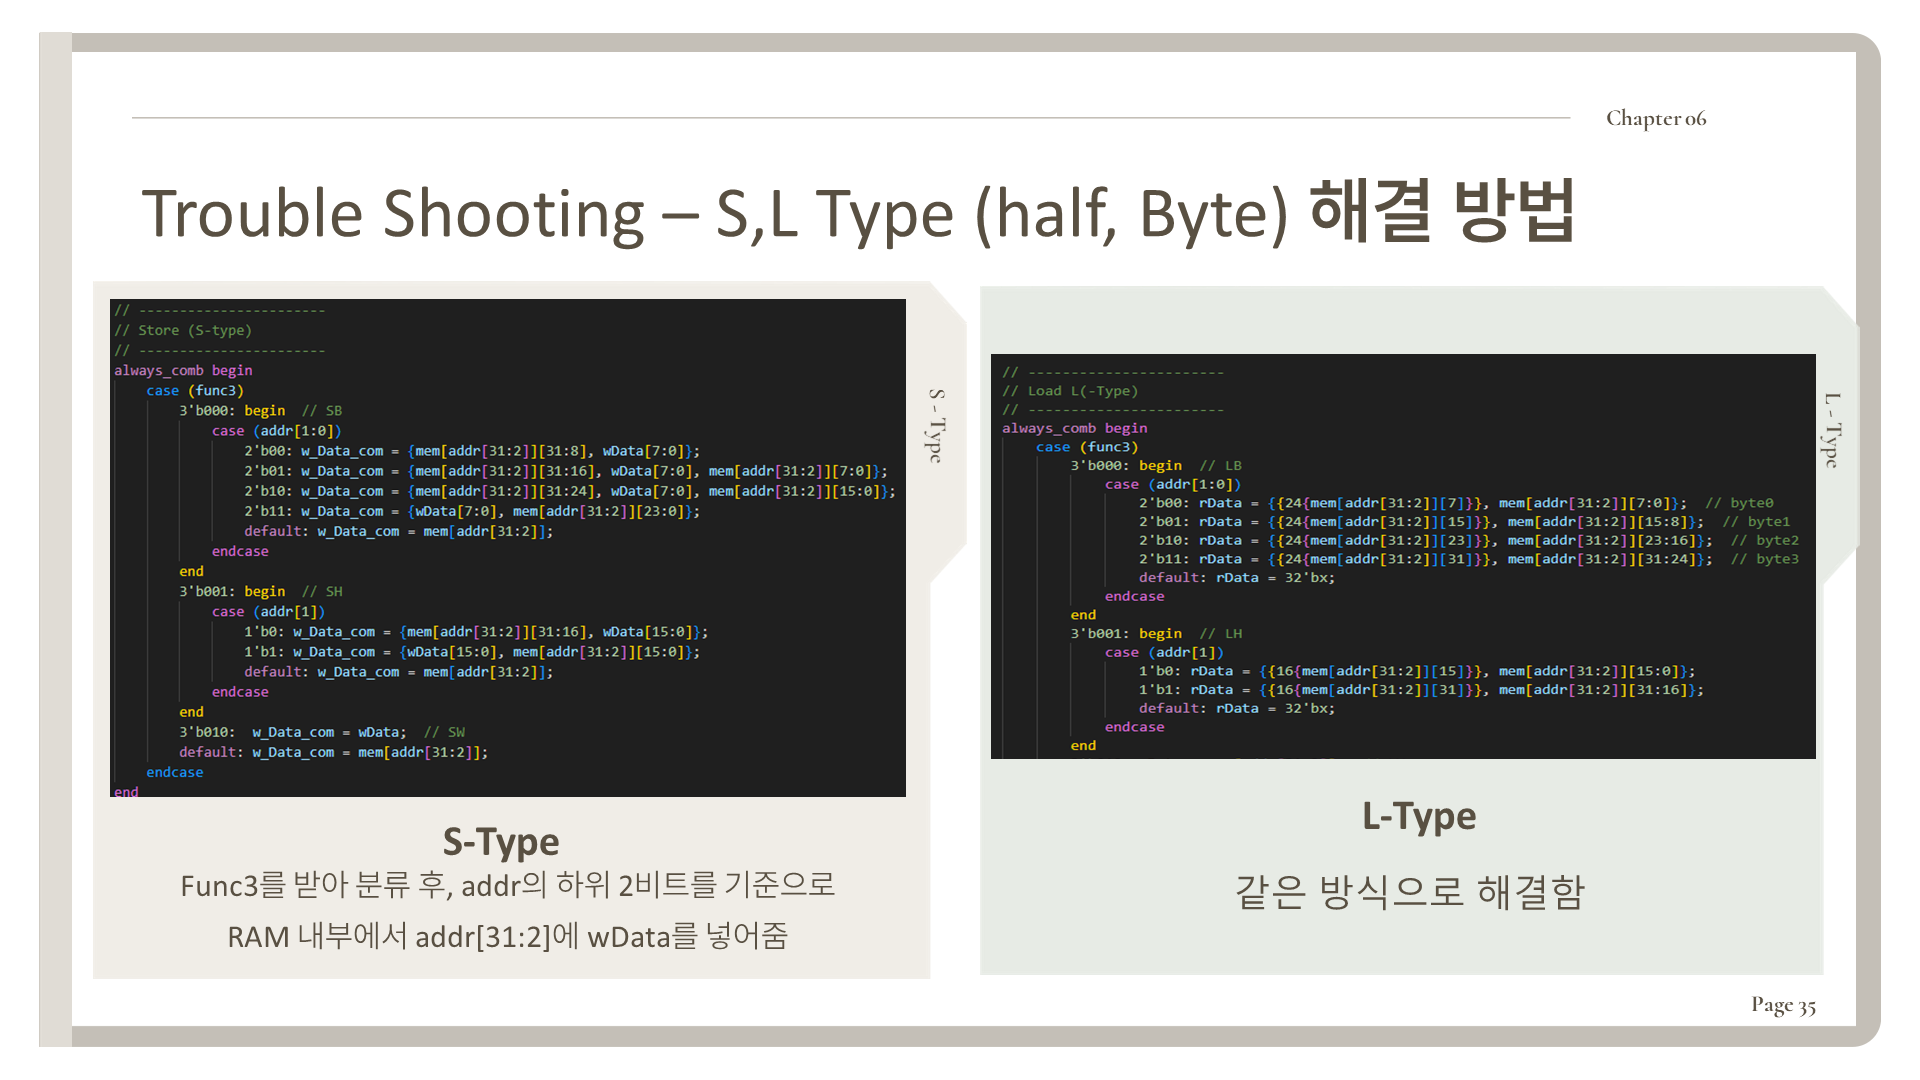 Chapter 06
Trouble Shooting – S,L Type (half, Byte) 해결 방법
// -----------------------
// Store (S-type)
// -----------------------
always_comb begin
case (func3)
3'b000: begin  // SB
case (addr[1:0])
2'b00: w_Data_com = {mem[addr[31:2]][31:8], wData[7:0]};
2'b01: w_Data_com = {mem[addr[31:2]][31:16], wData[7:0], mem[addr[31:2]][7:0]};
2'b10: w_Data_com = {mem[addr[31:2]][31:24], wData[7:0], mem[addr[31:2]][15:0]};
2'b11: w_Data_com = {wData[7:0], mem[addr[31:2]][23:0]};
default: w_Data_com = mem[addr[31:2]];
endcase
end
3'b001: begin  // SH
case (addr[1])
1'b0: w_Data_com = {mem[addr[31:2]][31:16], wData[15:0]};
1'b1: w_Data_com = {wData[15:0], mem[addr[31:2]][15:0]};
default: w_Data_com = mem[addr[31:2]];
endcase
end
3'b010:  w_Data_com = wData;  // SW
default: w_Data_com = mem[addr[31:2]];
endcase
end
S - Type
S-Type
Func3를 받아 분류 후, addr의 하위 2비트를 기준으로
RAM 내부에서 addr[31:2]에 wData를 넣어줌
// -----------------------
// Load L(-Type)
// -----------------------
always_comb begin
case (func3)
3'b000: begin  // LB
case (addr[1:0])
2'b00: rData = {{24{mem[addr[31:2]][7]}}, mem[addr[31:2]][7:0]};  // byte0
2'b01: rData = {{24{mem[addr[31:2]][15]}}, mem[addr[31:2]][15:8]};  // byte1
2'b10: rData = {{24{mem[addr[31:2]][23]}}, mem[addr[31:2]][23:16]};  // byte2
2'b11: rData = {{24{mem[addr[31:2]][31]}}, mem[addr[31:2]][31:24]};  // byte3
default: rData = 32'bx;
endcase
end
3'b001: begin  // LH
case (addr[1])
1'b0: rData = {{16{mem[addr[31:2]][15]}}, mem[addr[31:2]][15:0]};
1'b1: rData = {{16{mem[addr[31:2]][31]}}, mem[addr[31:2]][31:16]};
default: rData = 32'bx;
endcase
end
L - Type
L-Type
같은 방식으로 해결함
Page 35